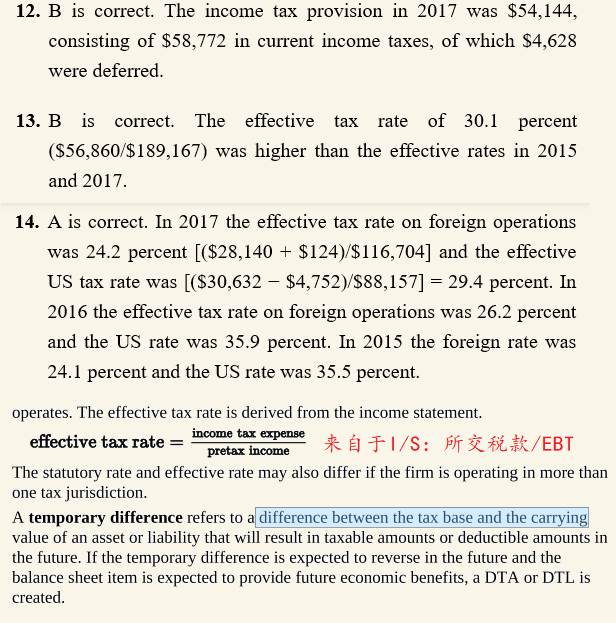 12. B is correct. The income tax provision in 2017 was $54,144,
consisting of $58,772 in current income taxes, of which $4,628
were deferred.
13. B is correct. The effective tax rate of 30.1 percent
($56,860/$189,167) was higher than the effective rates in 2015
and 2017.
14. A is correct. In 2017 the effective tax rate on foreign operations
was 24.2 percent [($28,140 + $124)/$116,704] and the effective
US tax rate was [($30,632 − $4,752)/$88,157] = 29.4 percent. In
2016 the effective tax rate on foreign operations was 26.2 percent
and the US rate was 35.9 percent. In 2015 the foreign rate was
24.1 percent and the US rate was 35.5 percent.
operates. The effective tax rate is derived from the income statement.
effective tax rate = income tax expense / pretax income 来自于I/S: 所交税款/EBT
The statutory rate and effective rate may also differ if the firm is operating in more than
one tax jurisdiction.
A temporary difference refers to a difference between the tax base and the carrying
value of an asset or liability that will result in taxable amounts or deductible amounts in
the future. If the temporary difference is expected to reverse in the future and the
balance sheet item is expected to provide future economic benefits, a DTA or DTL is
created.